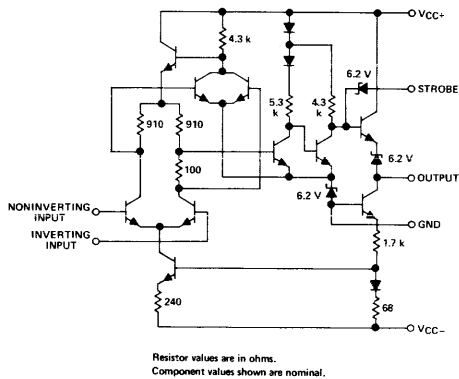 VCC+
4.3 k
6.2 V
STROBE
5.3
k
4.3
k
910
910
6.2 V
100
OUTPUT
6.2 V
NONINVERTING
INPUT
GND
INVERTING
INPUT
1.7 k
240
68
VCC−
Resistor values are in ohms.
Component values shown are nominal.